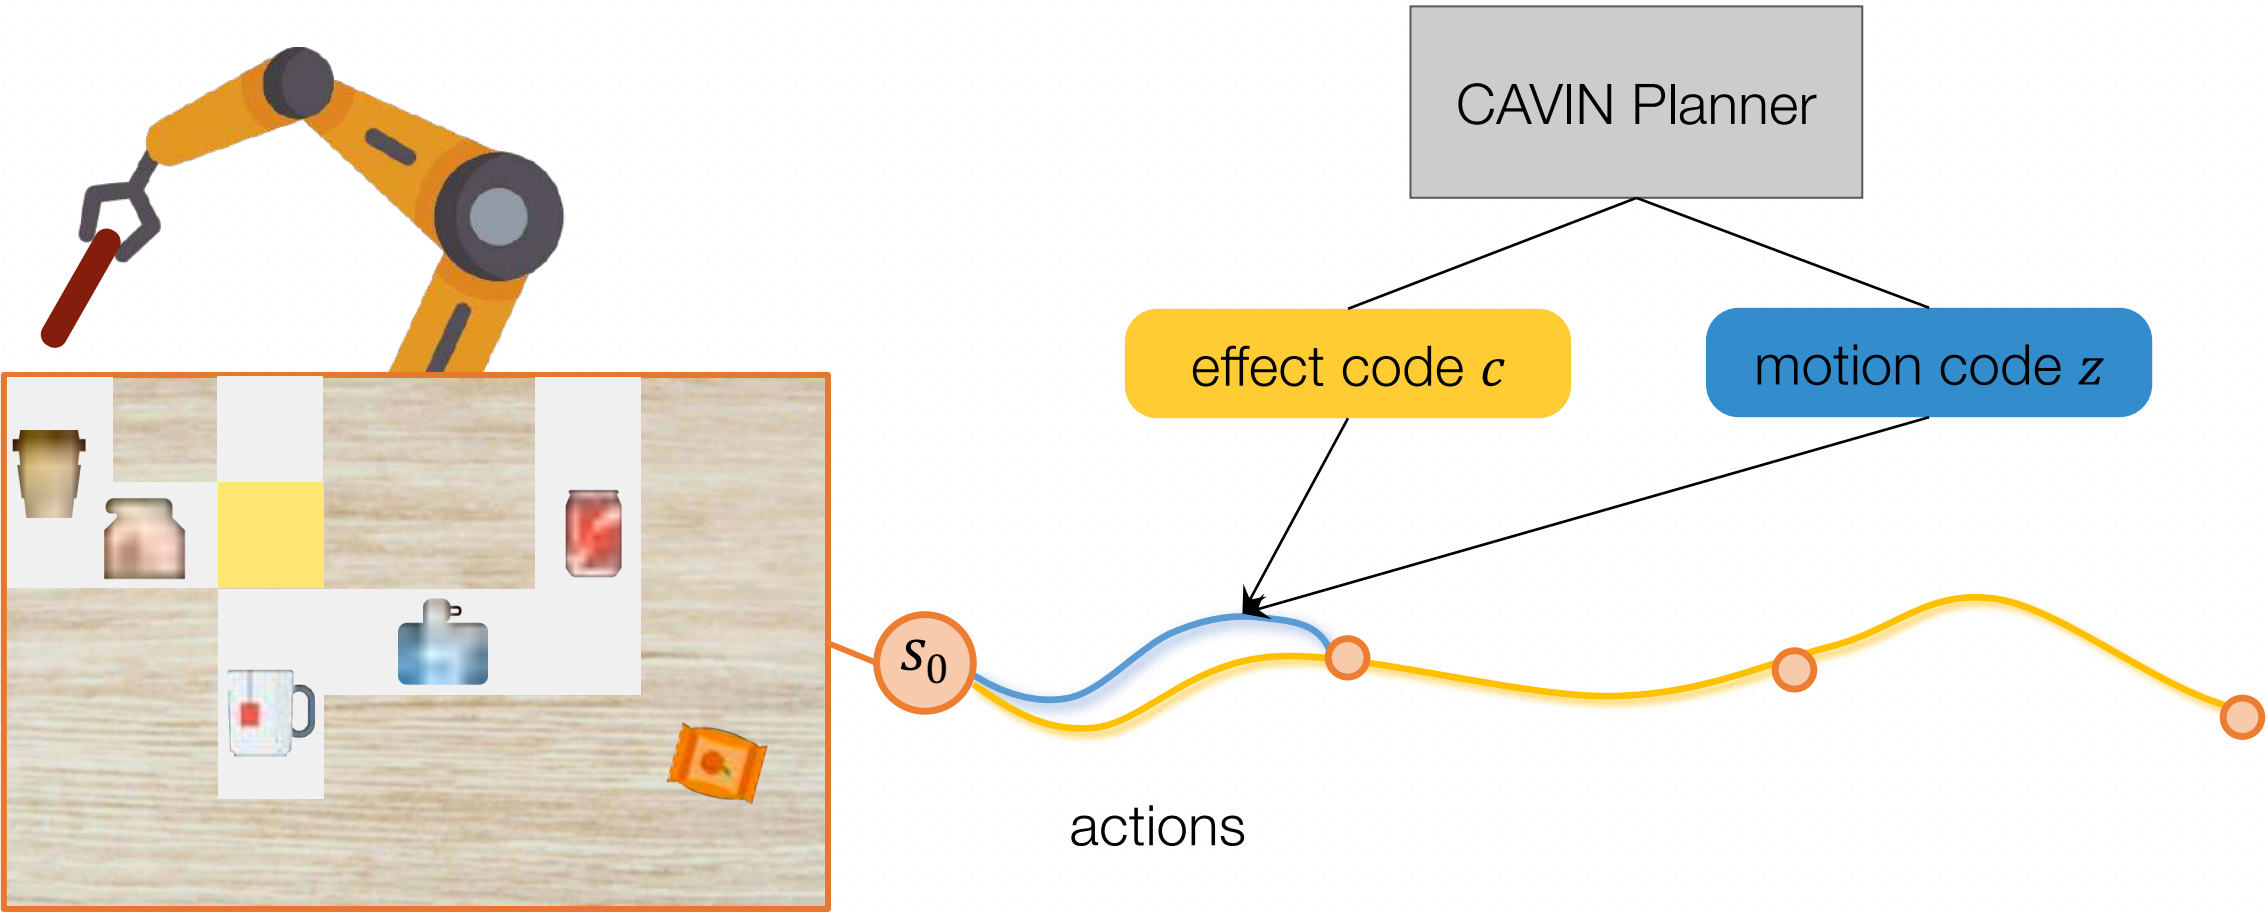 CAVIN Planner
effect code c
motion code z
s₀
actions